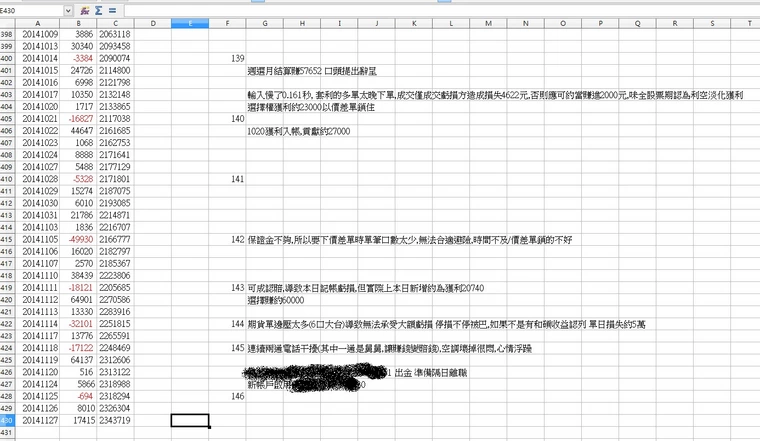 E430
A B C D E F G H I J K L M N O P Q R S T
398 20141009 3886 2063118
399 20141013 30340 2093458
400 20141014 -3384 2090074 139
401 20141015 24726 2114800 週選月結算賺57652 口頭提出辭呈
402 20141016 6998 2121798
403 20141017 10350 2132148 輸入慢了0.161秒, 套利的多單太晚下單,成交僅成交虧損方造成損失4622元,否則應可約當賺逾2000元,味全股票期認為利空淡化獲利
404 20141020 1717 2133865 選擇權獲利約23000以價差單鎖住
405 20141021 -16827 2117038 140
406 20141022 44647 2161685 1020獲利入帳,貢獻約27000
407 20141023 1068 2162753
408 20141024 8888 2171641
409 20141027 5488 2177129
410 20141028 -5328 2171801 141
411 20141029 15274 2187075
412 20141030 6010 2193085
413 20141031 21786 2214871
414 20141103 1836 2216707
415 20141105 -49930 2166777 142 保證金不夠,所以要下價差單時單筆口數太少,無法合適避險,時間不及/價差單鎖的不好
416 20141106 16020 2182797
417 20141107 2570 2185367
418 20141110 38439 2223806
419 20141111 -18121 2205685 143 可成認賠,導致本日記帳虧損,但實際上本日新增約為獲利20740
420 20141112 64901 2270586 選擇賺約60000
421 20141113 13330 2283916
422 20141114 -32101 2251815 144 期貨單邊壓太多(6口大台)導致無法承受大額虧損 停損不停被巴,如果不是有和碩收益認列 單日損失約5萬
423 20141117 13776 2265591
424 20141118 -17122 2248469 145 連續兩通電話干擾(其中一通是舅舅,讓賺錢變賠錢),空調壞掉很悶,心情浮躁
425 20141119 64137 2312606
426 20141120 516 2313122 出金 準備隔日離職
427 20141124 5866 2318988 新帳戶啟用
428 20141125 -694 2318294 146
429 20141126 8010 2326304
430 20141127 17415 2343719
431